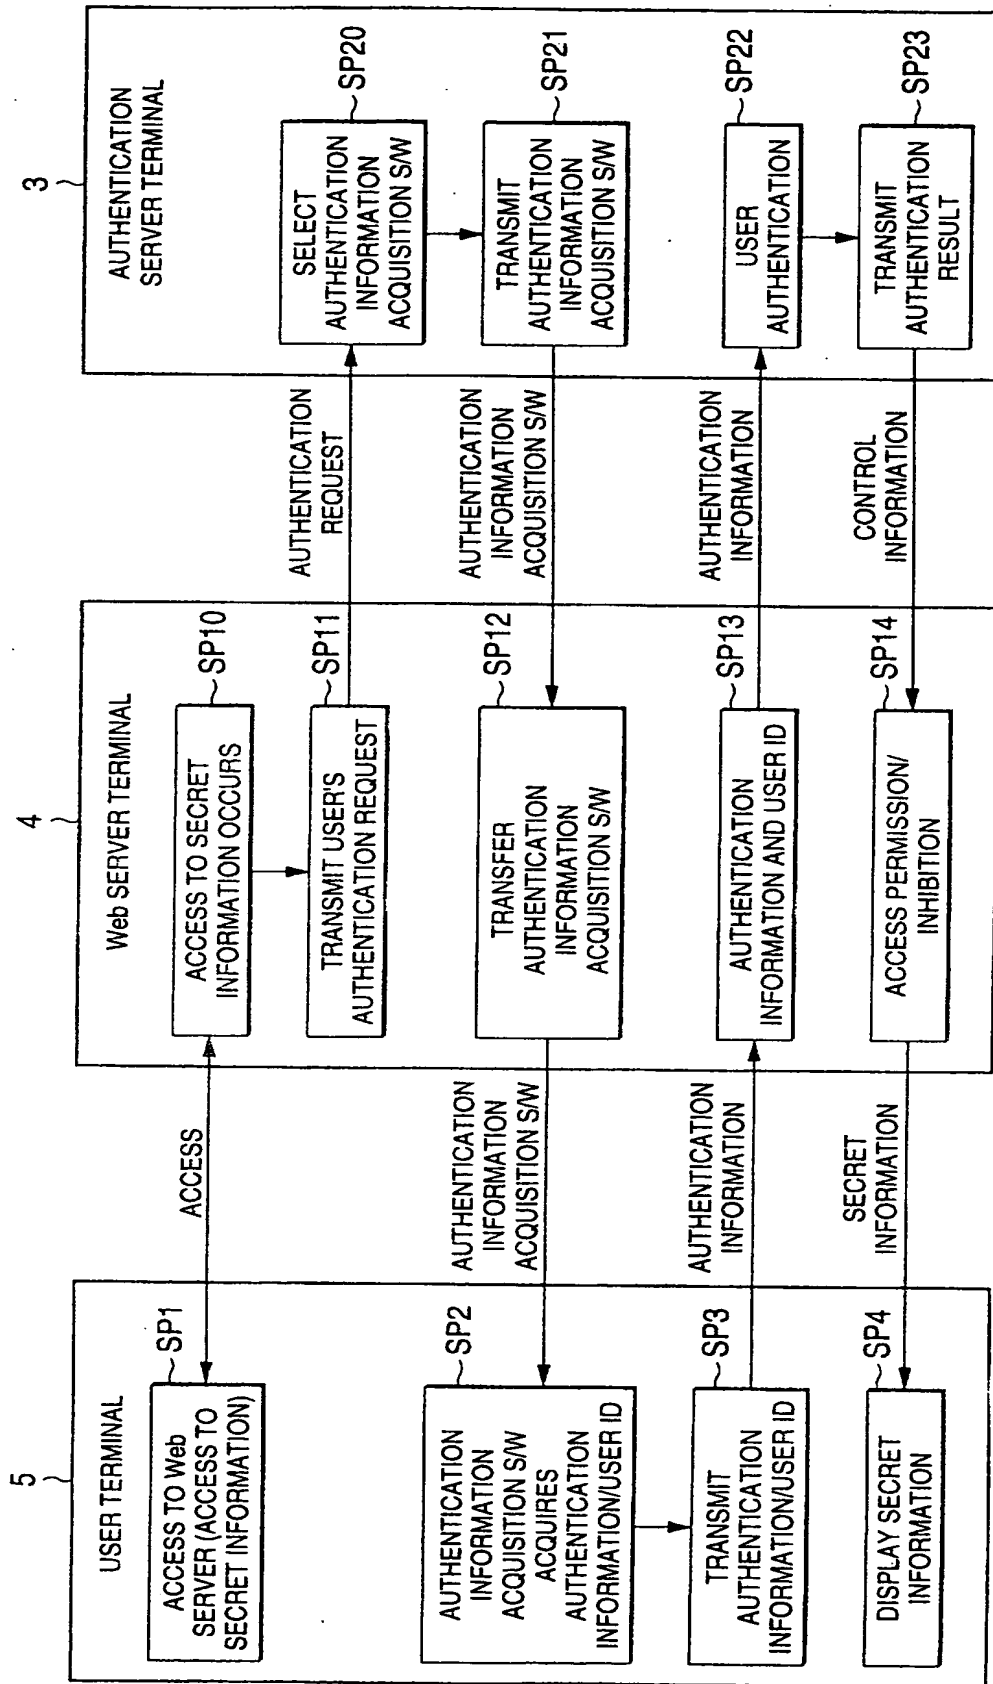 5
USER TERMINAL
SP1
ACCESS TO Web
SERVER (ACCESS TO
SECRET INFORMATION)
SP2
AUTHENTICATION
INFORMATION
ACQUISITION S/W
ACQUIRES
AUTHENTICATION
INFORMATION/USER ID
SP3
TRANSMIT
AUTHENTICATION
INFORMATION/USER ID
SP4
DISPLAY SECRET
INFORMATION
ACCESS
AUTHENTICATION
INFORMATION
ACQUISITION S/W
AUTHENTICATION
INFORMATION
SECRET
INFORMATION
4
Web SERVER TERMINAL
SP10
ACCESS TO SECRET
INFORMATION OCCURS
SP11
TRANSMIT USER'S
AUTHENTICATION REQUEST
SP12
TRANSFER
AUTHENTICATION
INFORMATION
ACQUISITION S/W
SP13
AUTHENTICATION
INFORMATION AND USER ID
SP14
ACCESS PERMISSION/
INHIBITION
AUTHENTICATION
REQUEST
AUTHENTICATION
INFORMATION
ACQUISITION S/W
AUTHENTICATION
INFORMATION
CONTROL
INFORMATION
3
AUTHENTICATION
SERVER TERMINAL
SP20
SELECT
AUTHENTICATION
INFORMATION
ACQUISITION S/W
SP21
TRANSMIT
AUTHENTICATION
INFORMATION
ACQUISITION S/W
SP22
USER
AUTHENTICATION
SP23
TRANSMIT
AUTHENTICATION
RESULT